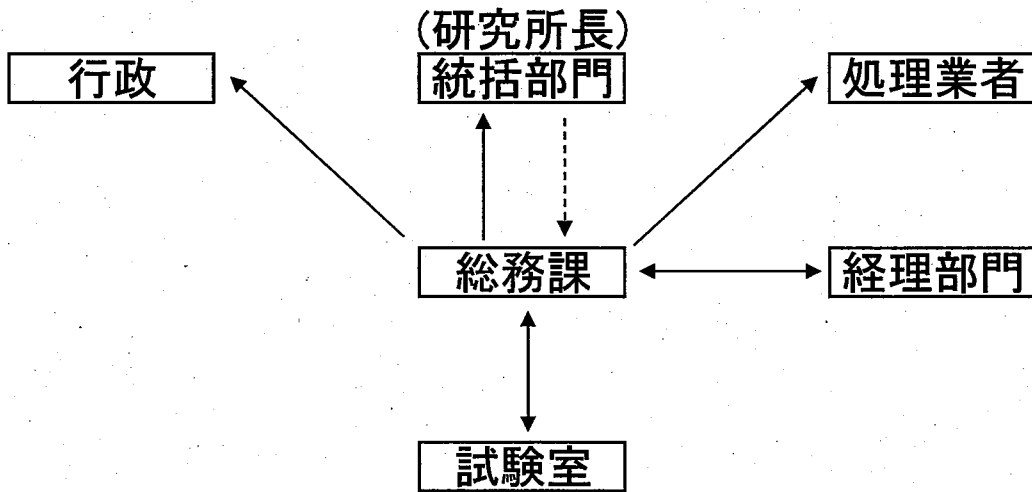 (研究所長)
行政
統括部門
処理業者
総務課
経理部門
試験室